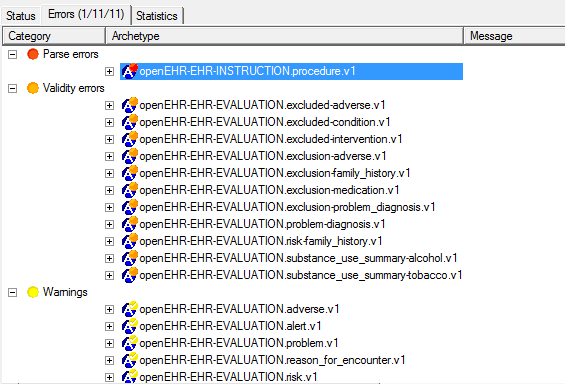 Status Errors (1/11/11) Statistics
Category Archetype Message
Parse errors
openEHR-EHR-INSTRUCTION.procedure.v1
Validity errors
openEHR-EHR-EVALUATION.excluded-adverse.v1
openEHR-EHR-EVALUATION.excluded-condition.v1
openEHR-EHR-EVALUATION.excluded-intervention.v1
openEHR-EHR-EVALUATION.exclusion-adverse.v1
openEHR-EHR-EVALUATION.exclusion-family_history.v1
openEHR-EHR-EVALUATION.exclusion-medication.v1
openEHR-EHR-EVALUATION.exclusion-problem_diagnosis.v1
openEHR-EHR-EVALUATION.problem-diagnosis.v1
openEHR-EHR-EVALUATION.risk-family_history.v1
openEHR-EHR-EVALUATION.substance_use_summary-alcohol.v1
openEHR-EHR-EVALUATION.substance_use_summary-tobacco.v1
Warnings
openEHR-EHR-EVALUATION.adverse.v1
openEHR-EHR-EVALUATION.alert.v1
openEHR-EHR-EVALUATION.problem.v1
openEHR-EHR-EVALUATION.reason_for_encounter.v1
openEHR-EHR-EVALUATION.risk.v1